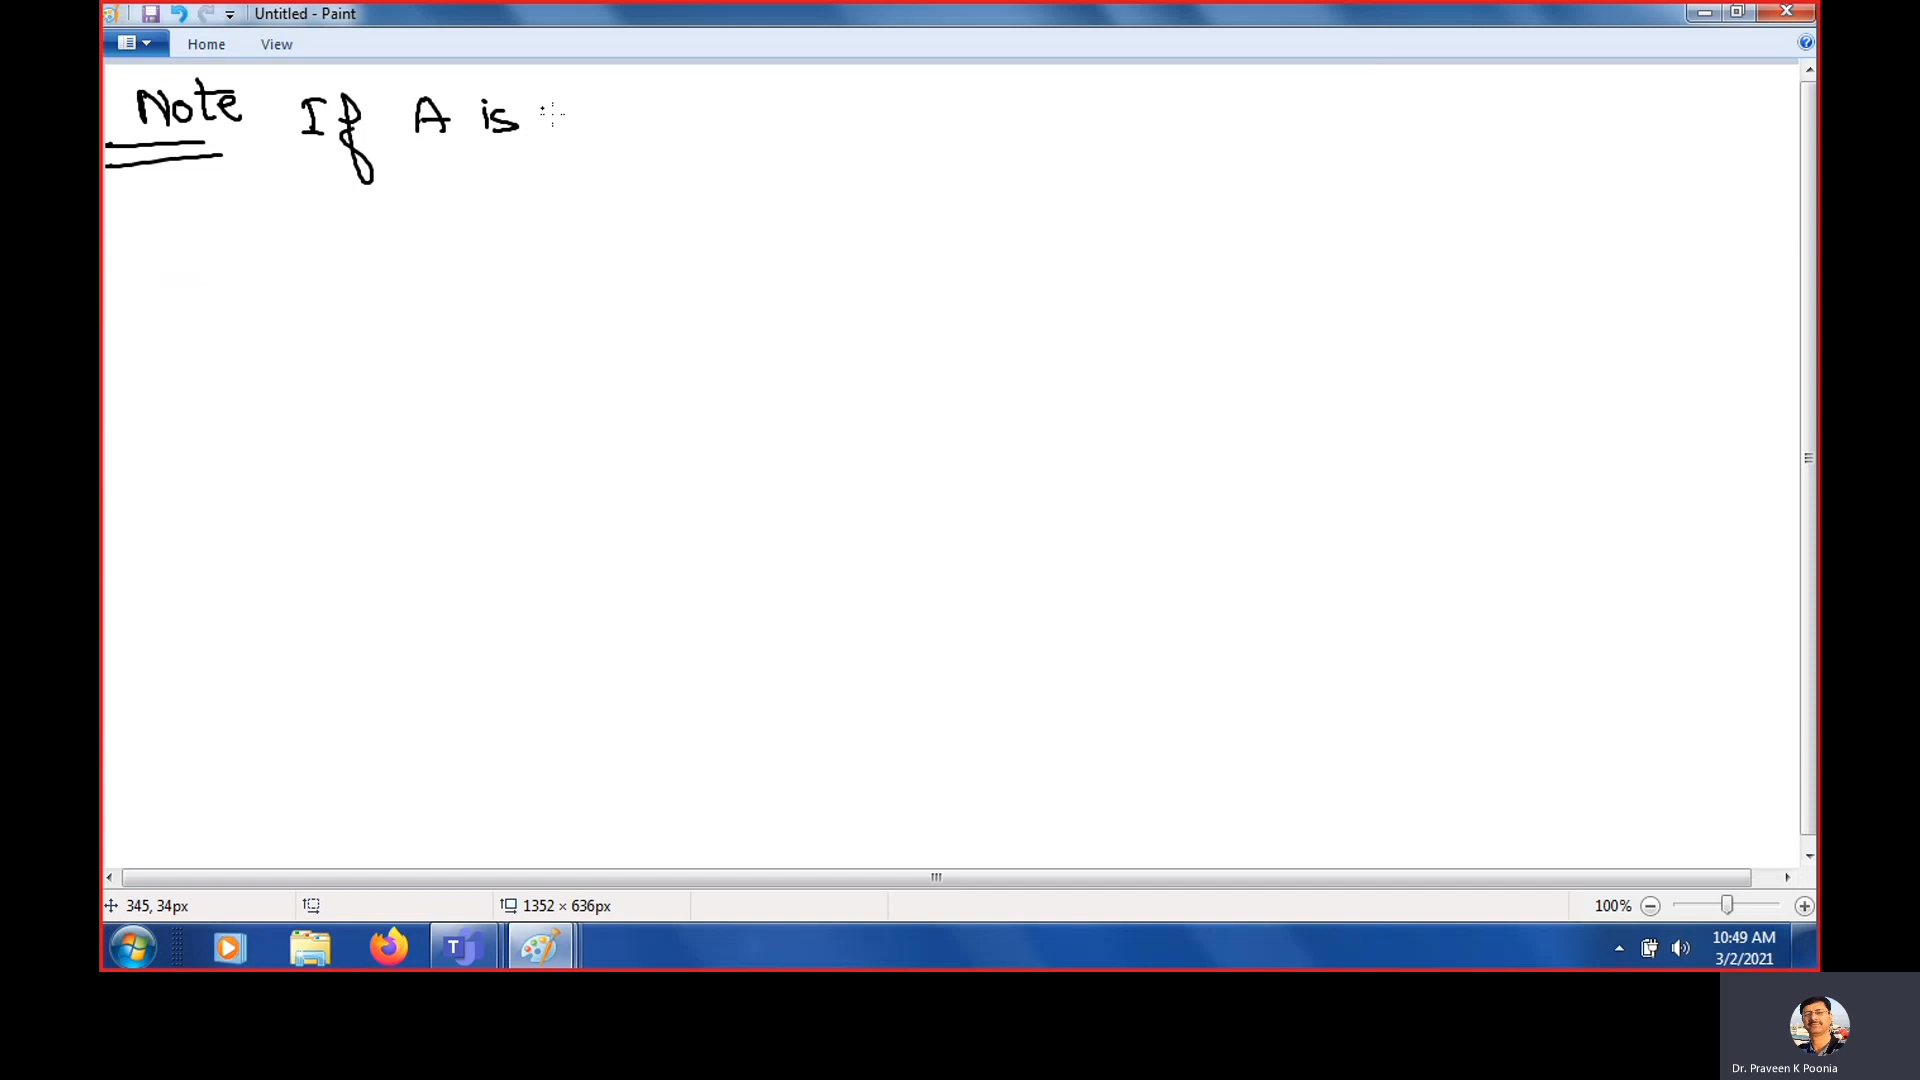 Untitled - Paint
Home View
Note If A is
345, 34px 1352 × 636px 100%
10:49 AM
3/2/2021
Dr. Praveen K Poonia